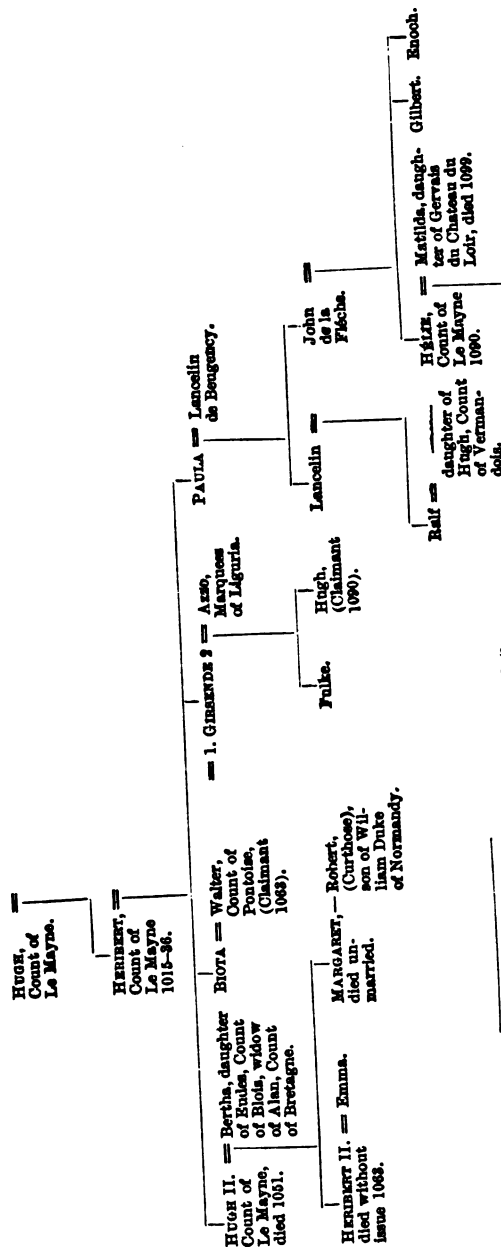 HUGH, =
Count of
Le Mayne.
HERIBERT, =
Count of
Le Mayne
1015–36.
HUGH II. = Bertha, daughter
Count of of Eudes, Count
Le Mayne, of Blois, widow
died 1051. of Alan, Count
of Bretagne.
BIOTA = Walter,
Count of
Pontoise,
(Claimant
1063).
= 1. GIRSENDE 2 = Azzo,
Marquess
of Liguria.
PAULA = Lancelin
de Beugency.
HERIBERT II. = Emma.
died without
issue 1063.
MARGARET, — Robert,
died un- (Curthose),
married. son of Wil-
liam Duke
of Normandy.
Fulke.
Hugh,
(Claimant
1090).
Lancelin =
John =
de la
Flèche.
Ralf = ———
daughter of
Hugh, Count
of Verman-
dois.
HÉLIE, = Matilda, daugh-
Count of ter of Gervais
Le Mayne du Chateau du
1090. Loir, died 1099.
Gilbert.
Enoch.